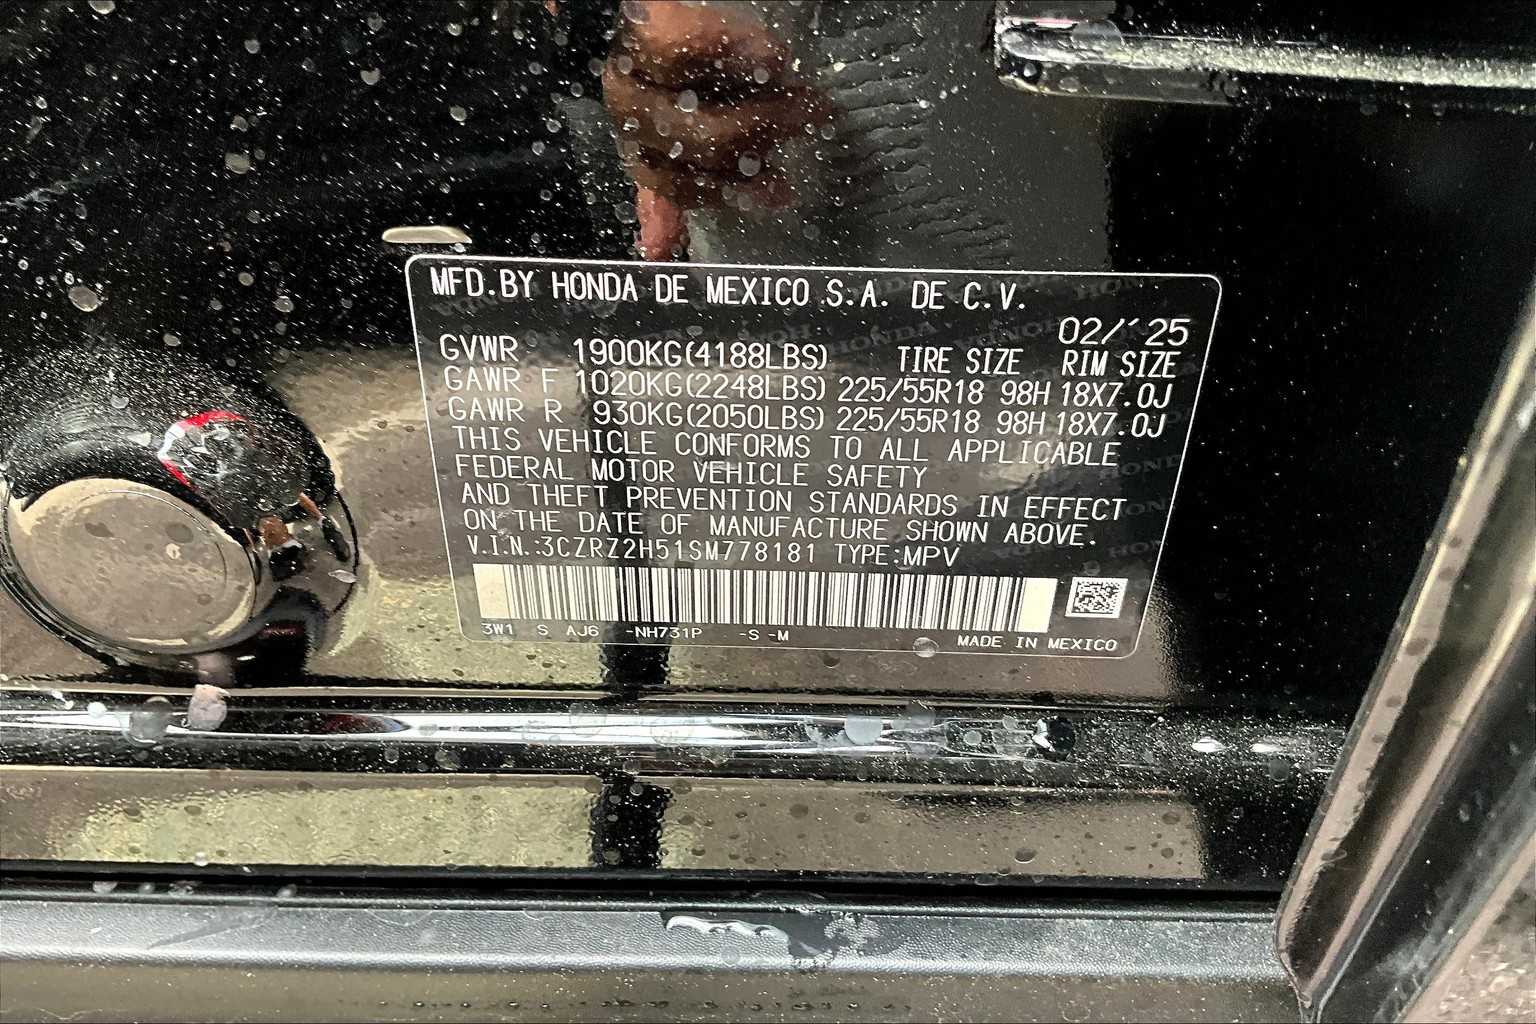 MFD.BY HONDA DE MEXICO S.A. DE C.V.
02/'25
GVWR 1900KG(4188LBS) TIRE SIZE RIM SIZE
GAWR F 1020KG(2248LBS) 225/55R18 98H 18X7.0J
GAWR R 930KG(2050LBS) 225/55R18 98H 18X7.0J
THIS VEHICLE CONFORMS TO ALL APPLICABLE
FEDERAL MOTOR VEHICLE SAFETY
AND THEFT PREVENTION STANDARDS IN EFFECT
ON THE DATE OF MANUFACTURE SHOWN ABOVE.
V.I.N.:3CZRZ2H51SM778181 TYPE:MPV
3W1 S AJ6 -NH731P -S -M
MADE IN MEXICO